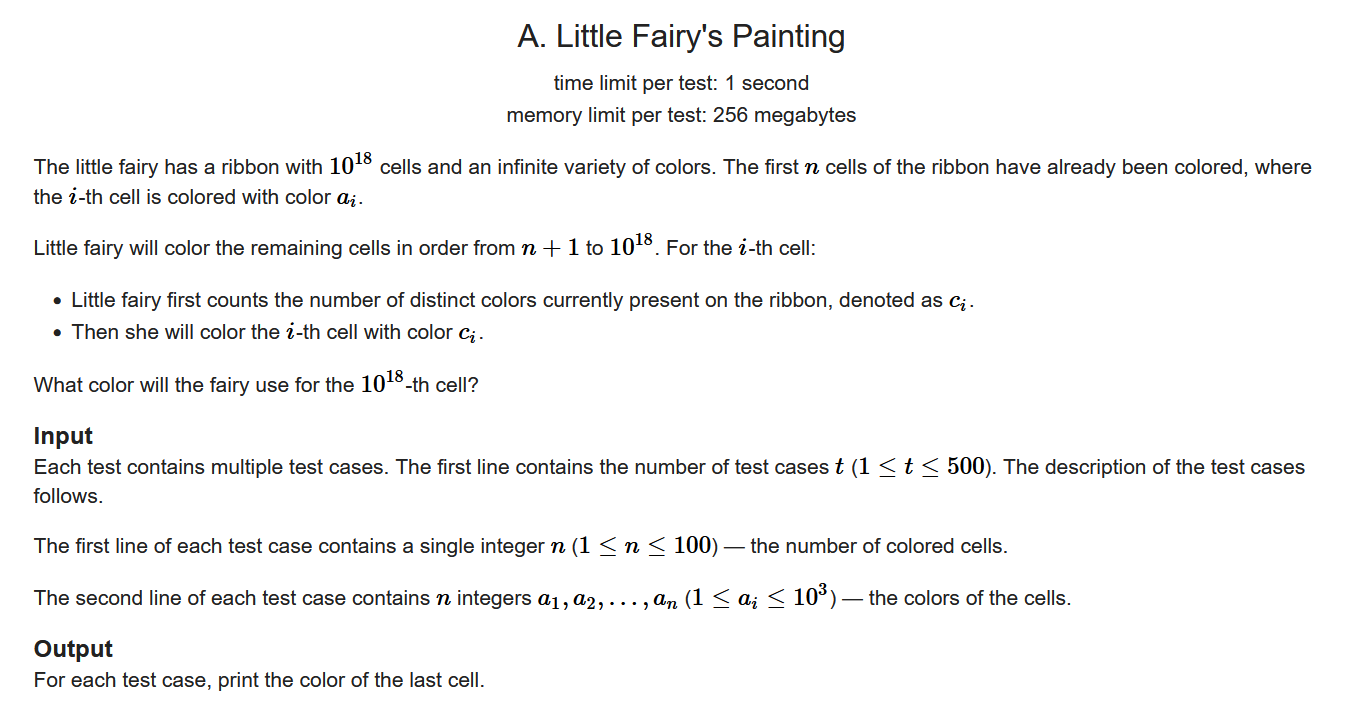 A. Little Fairy's Painting
time limit per test: 1 second
memory limit per test: 256 megabytes
The little fairy has a ribbon with 10^18 cells and an infinite variety of colors. The first n cells of the ribbon have already been colored, where
the i-th cell is colored with color a_i.
Little fairy will color the remaining cells in order from n + 1 to 10^18. For the i-th cell:
• Little fairy first counts the number of distinct colors currently present on the ribbon, denoted as c_i.
• Then she will color the i-th cell with color c_i.
What color will the fairy use for the 10^18-th cell?
Input
Each test contains multiple test cases. The first line contains the number of test cases t (1 ≤ t ≤ 500). The description of the test cases
follows.
The first line of each test case contains a single integer n (1 ≤ n ≤ 100) — the number of colored cells.
The second line of each test case contains n integers a_1, a_2, . . . , a_n (1 ≤ a_i ≤ 10^3) — the colors of the cells.
Output
For each test case, print the color of the last cell.